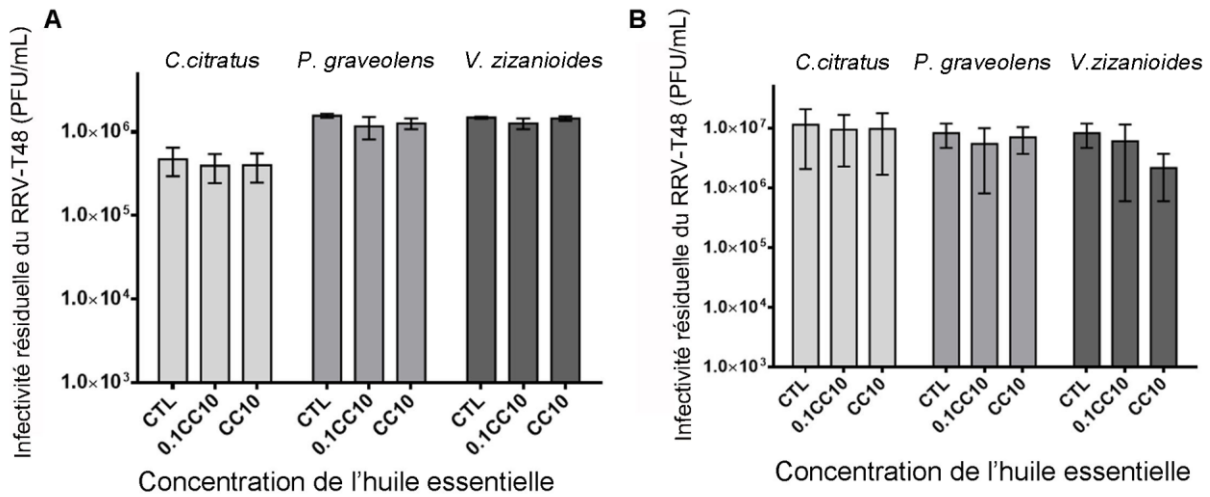 A
Infectivité résiduelle du RRV-T48 (PFU/mL)
C.citratus P. graveolens V. zizanioides
1.0×10⁶
1.0×10⁵
1.0×10⁴
1.0×10³
CTL 0.1CC10 CC10 CTL 0.1CC10 CC10 CTL 0.1CC10 CC10
Concentration de l'huile essentielle
B
Infectivité résiduelle du RRV-T48 (PFU/mL)
C.citratus P. graveolens V.zizanioides
1.0×10⁷
1.0×10⁶
1.0×10⁵
1.0×10⁴
1.0×10³
CTL 0.1CC10 CC10 CTL 0.1CC10 CC10 CTL 0.1CC10 CC10
Concentration de l'huile essentielle